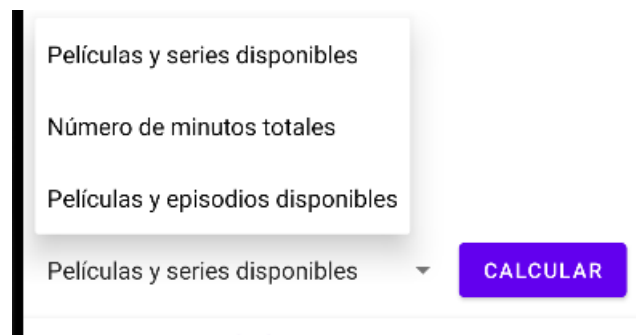 Películas y series disponibles
Número de minutos totales
Películas y episodios disponibles
Películas y series disponibles
CALCULAR